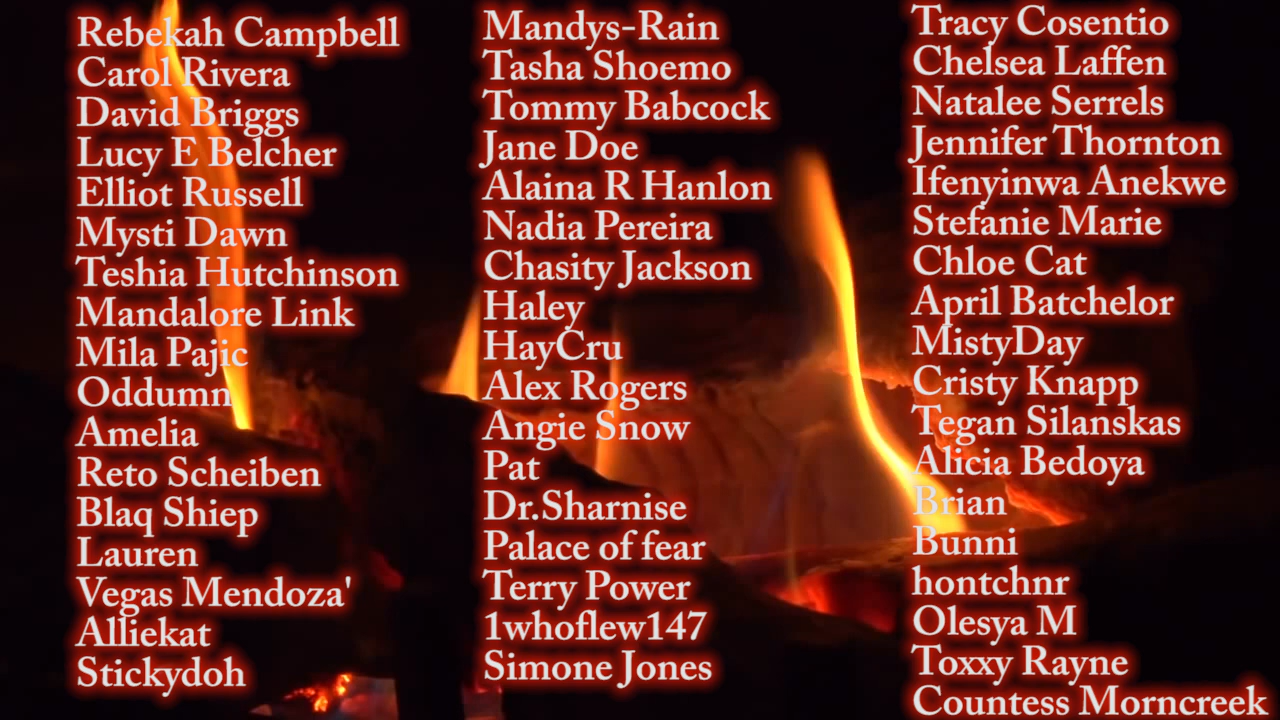 Rebekah Campbell
Carol Rivera
David Briggs
Lucy E Belcher
Elliot Russell
Mysti Dawn
Teshia Hutchinson
Mandalore Link
Mila Pajic
Oddumn
Amelia
Reto Scheiben
Blaq Shiep
Lauren
Vegas Mendoza'
Alliekat
Stickydoh
Mandys-Rain
Tasha Shoemo
Tommy Babcock
Jane Doe
Alaina R Hanlon
Nadia Pereira
Chasity Jackson
Haley
HayCru
Alex Rogers
Angie Snow
Pat
Dr.Sharnise
Palace of fear
Terry Power
1whoflew147
Simone Jones
Tracy Cosentio
Chelsea Laffen
Natalee Serrels
Jennifer Thornton
Ifenyinwa Anekwe
Stefanie Marie
Chloe Cat
April Batchelor
MistyDay
Cristy Knapp
Tegan Silanskas
Alicia Bedoya
Brian
Bunni
hontchnr
Olesya M
Toxxy Rayne
Countess Morncreek